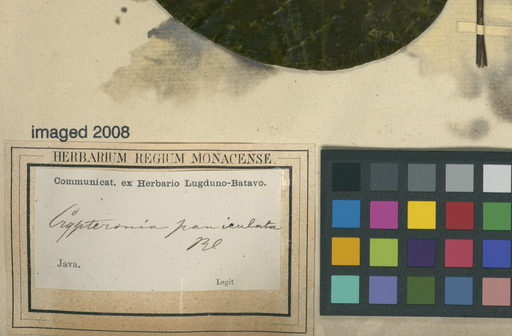 imaged 2008
HERBARIUM REGIUM MONACENSE.
Communicat. ex Herbario Lugduno-Batavo.
Crypteronia paniculata
Bl
Java.
Legit